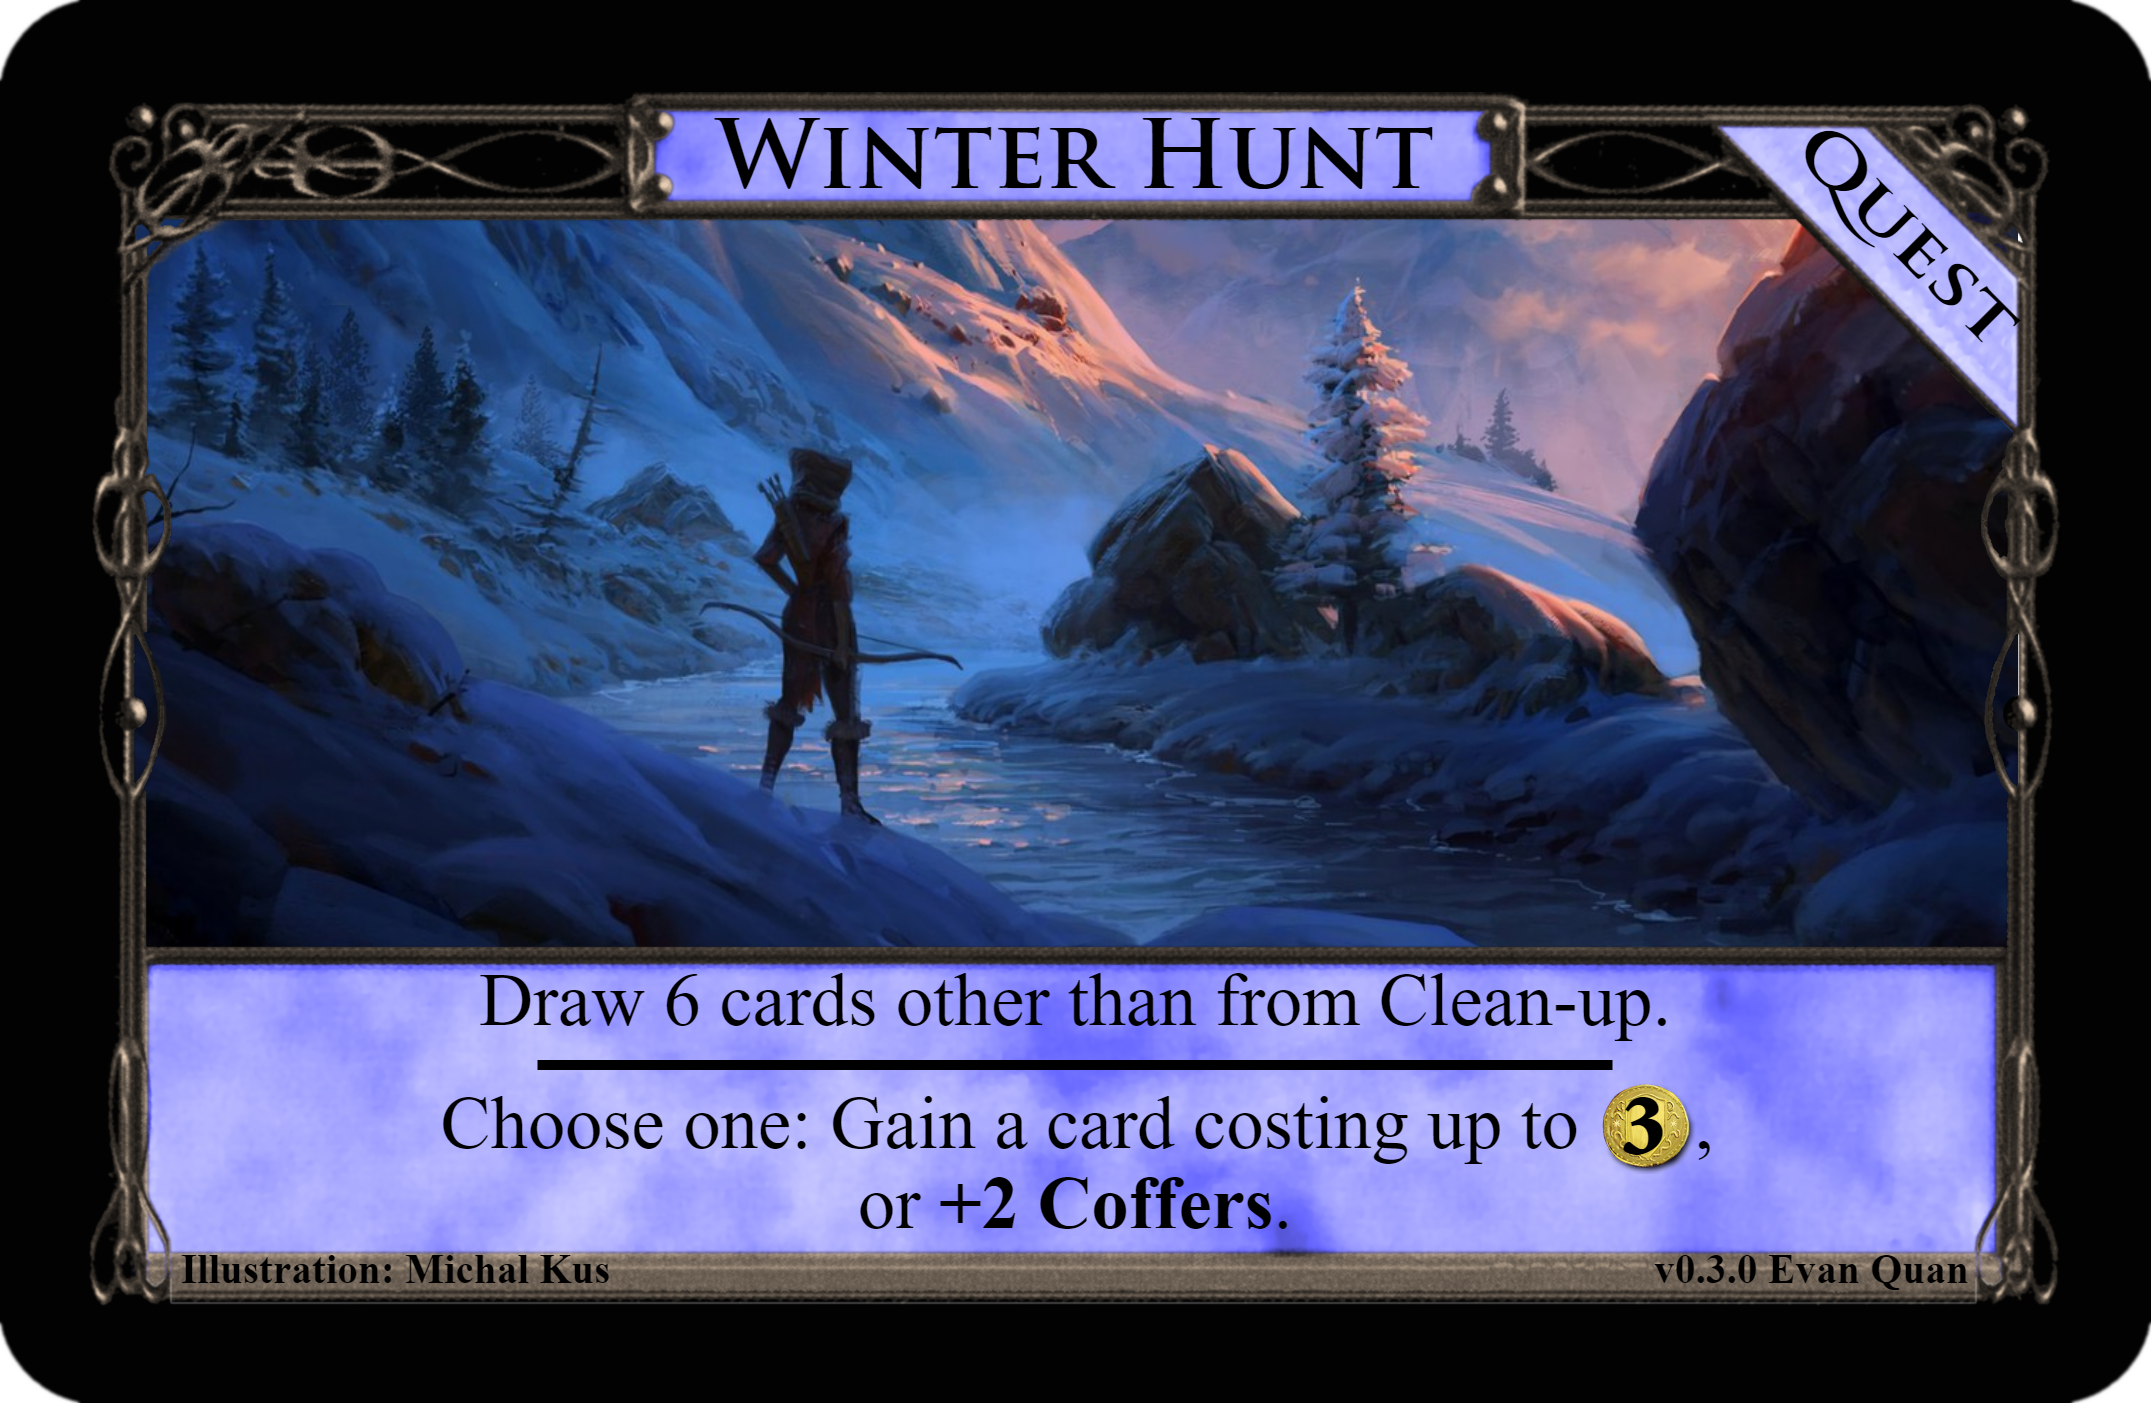 WINTER HUNT
QUEST
Draw 6 cards other than from Clean-up.
Choose one: Gain a card costing up to 3,
or +2 Coffers.
Illustration: Michal Kus
v0.3.0 Evan Quan